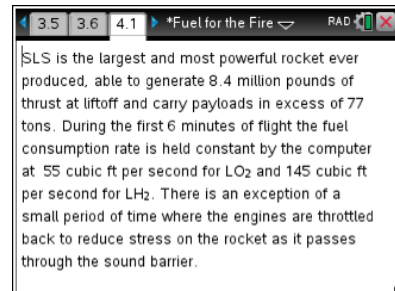 3.5 3.6 4.1 *Fuel for the Fire RAD
SLS is the largest and most powerful rocket ever
produced, able to generate 8.4 million pounds of
thrust at liftoff and carry payloads in excess of 77
tons. During the first 6 minutes of flight the fuel
consumption rate is held constant by the computer
at 55 cubic ft per second for LO₂ and 145 cubic ft
per second for LH₂. There is an exception of a
small period of time where the engines are throttled
back to reduce stress on the rocket as it passes
through the sound barrier.